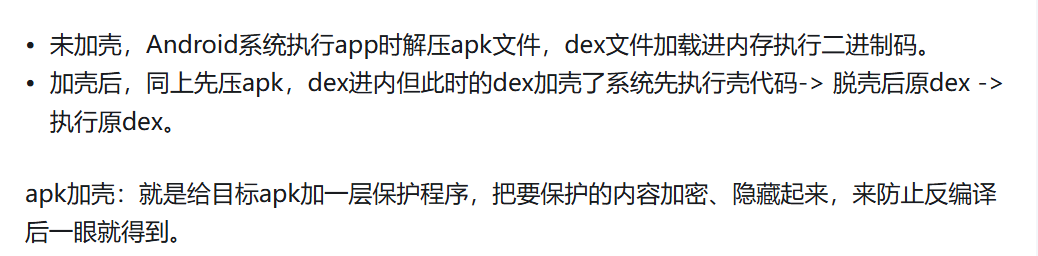 • 未加壳，Android系统执行app时解压apk文件，dex文件加载进内存执行二进制码。
• 加壳后，同上先压apk，dex进内但此时的dex加壳了系统先执行壳代码-> 脱壳后原dex ->
执行原dex。
apk加壳：就是给目标apk加一层保护程序，把要保护的内容加密、隐藏起来，来防止反编译
后一眼就得到。